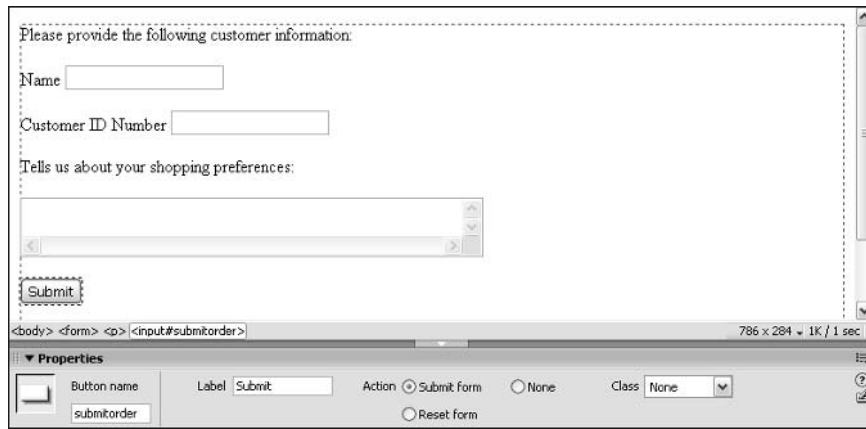 Please provide the following customer information:
Name
Customer ID Number
Tells us about your shopping preferences:
Submit
<body> <form> <p> <input#submitorder> 786 x 284 1K / 1 sec
Properties
Button name Label Submit Action Submit form None Class None
submitorder Reset form